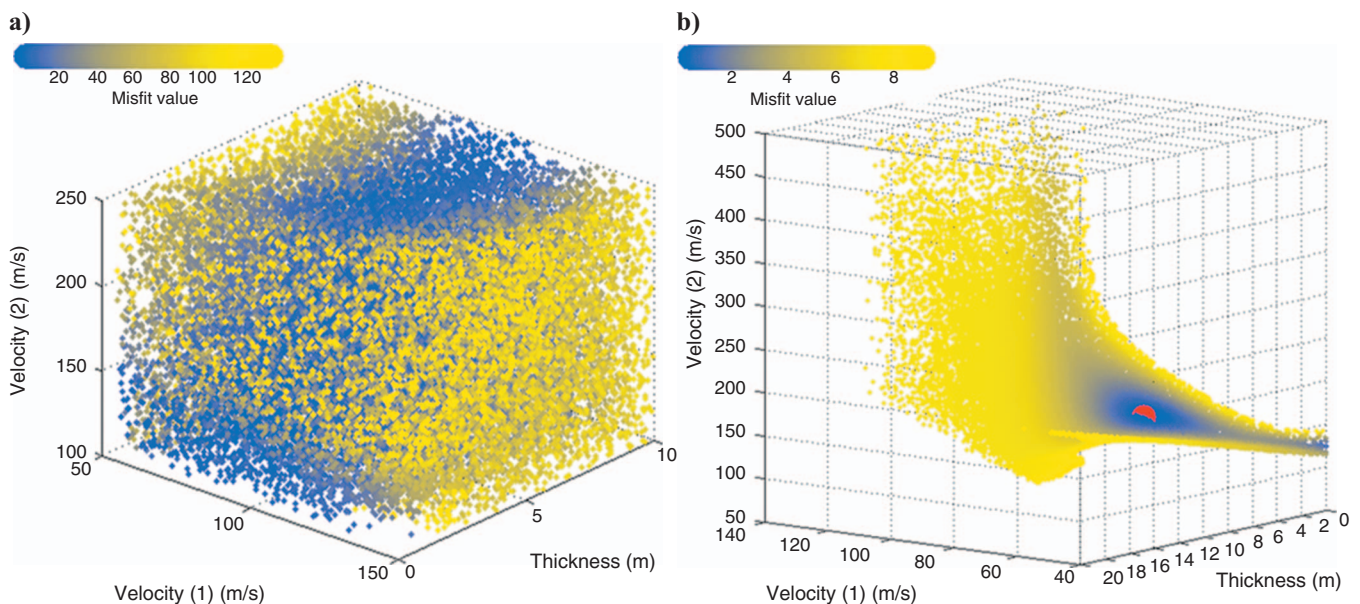 a)
20 40 60 80 100 120
Misfit value
250
200
150
100
Velocity (2) (m/s)
50
100
150
Velocity (1) (m/s)
0
5
10
Thickness (m)
b)
2 4 6 8
Misfit value
500
450
400
350
300
250
200
150
100
50
Velocity (2) (m/s)
140
120
100
80
60
40
Velocity (1) (m/s)
20 18 16 14 12 10 8 6 4 2 0
Thickness (m)